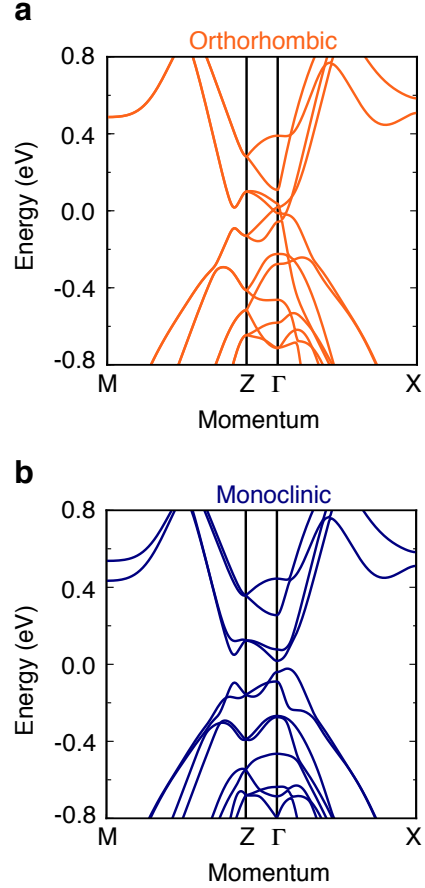 a
Orthorhombic
0.8
0.4
0.0
-0.4
-0.8
Energy (eV)
M Z Γ X
Momentum
b
Monoclinic
0.8
0.4
0.0
-0.4
-0.8
Energy (eV)
M Z Γ X
Momentum